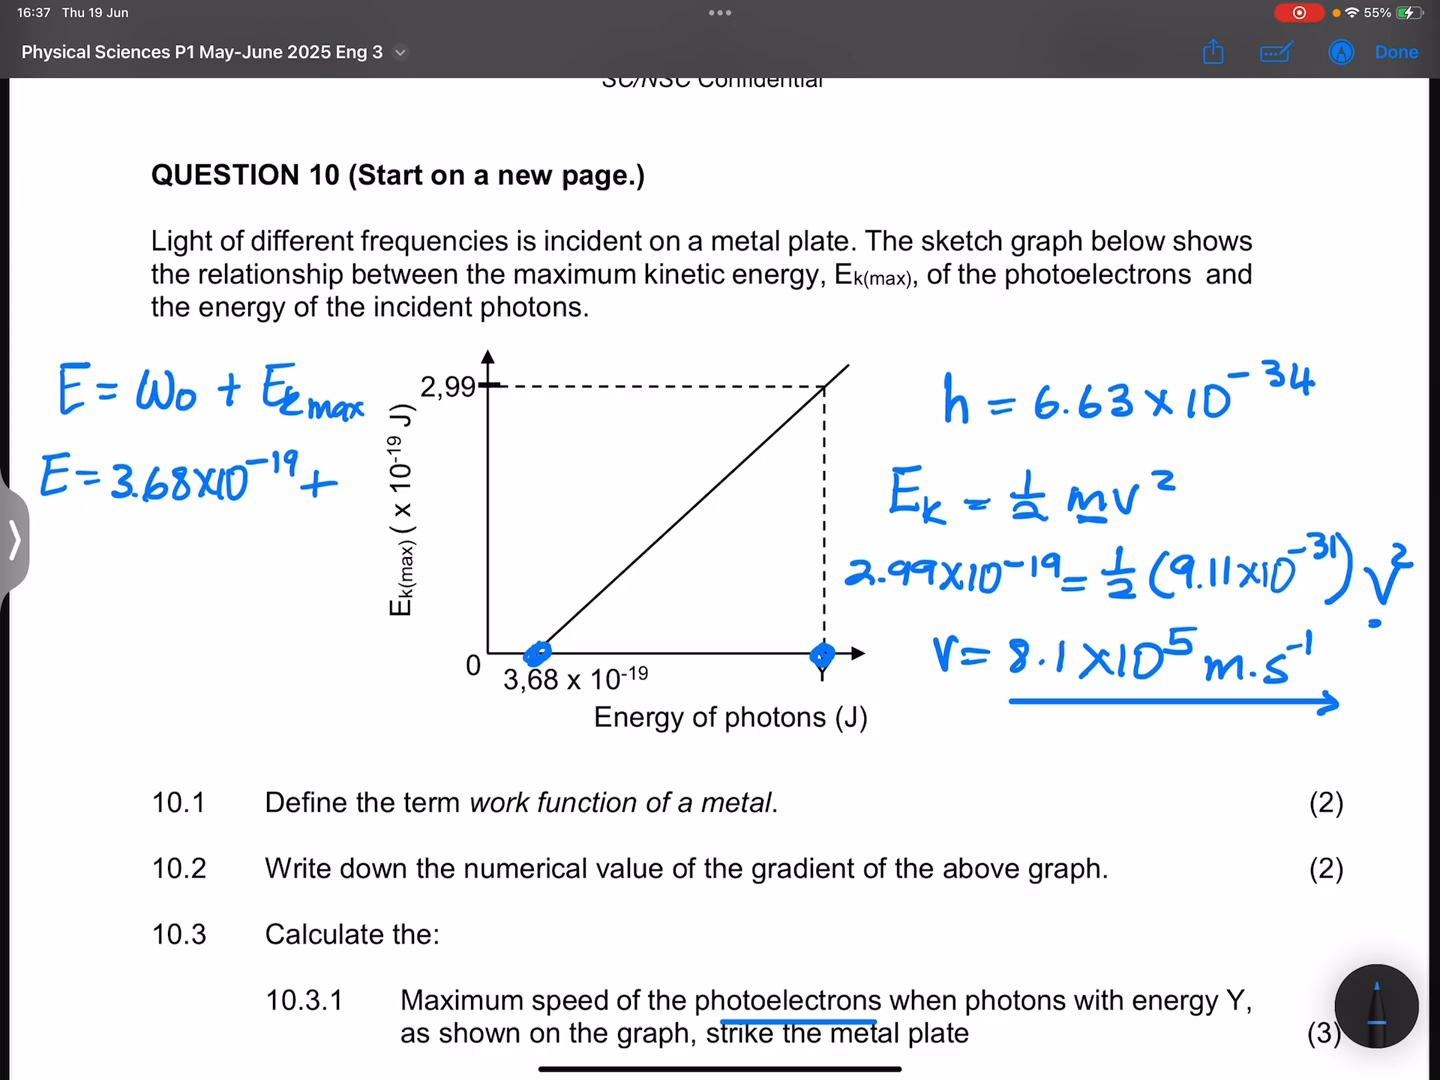 16:37 Thu 19 Jun
55%
Physical Sciences P1 May-June 2025 Eng 3
Done
SC/NSC Confidential
QUESTION 10 (Start on a new page.)
Light of different frequencies is incident on a metal plate. The sketch graph below shows
the relationship between the maximum kinetic energy, Ek(max), of the photoelectrons and
the energy of the incident photons.
E = W₀ + Ek max
E = 3.68×10⁻¹⁹ +
2,99
Ek(max) ( x 10⁻¹⁹ J)
0
3,68 x 10⁻¹⁹
Y
Energy of photons (J)
h = 6.63 × 10⁻³⁴
Ek = ½ mv²
2.99×10⁻¹⁹ = ½ (9.11×10⁻³¹) v²
v = 8.1 ×10⁵ m.s⁻¹
10.1 Define the term work function of a metal. (2)
10.2 Write down the numerical value of the gradient of the above graph. (2)
10.3 Calculate the:
10.3.1 Maximum speed of the photoelectrons when photons with energy Y,
as shown on the graph, strike the metal plate (3)